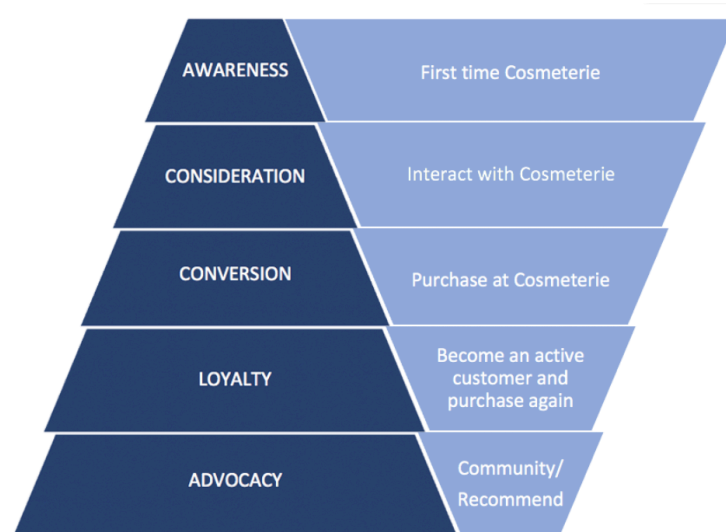 AWARENESS
First time Cosmeterie
CONSIDERATION
Interact with Cosmeterie
CONVERSION
Purchase at Cosmeterie
LOYALTY
Become an active
customer and
purchase again
ADVOCACY
Community/
Recommend